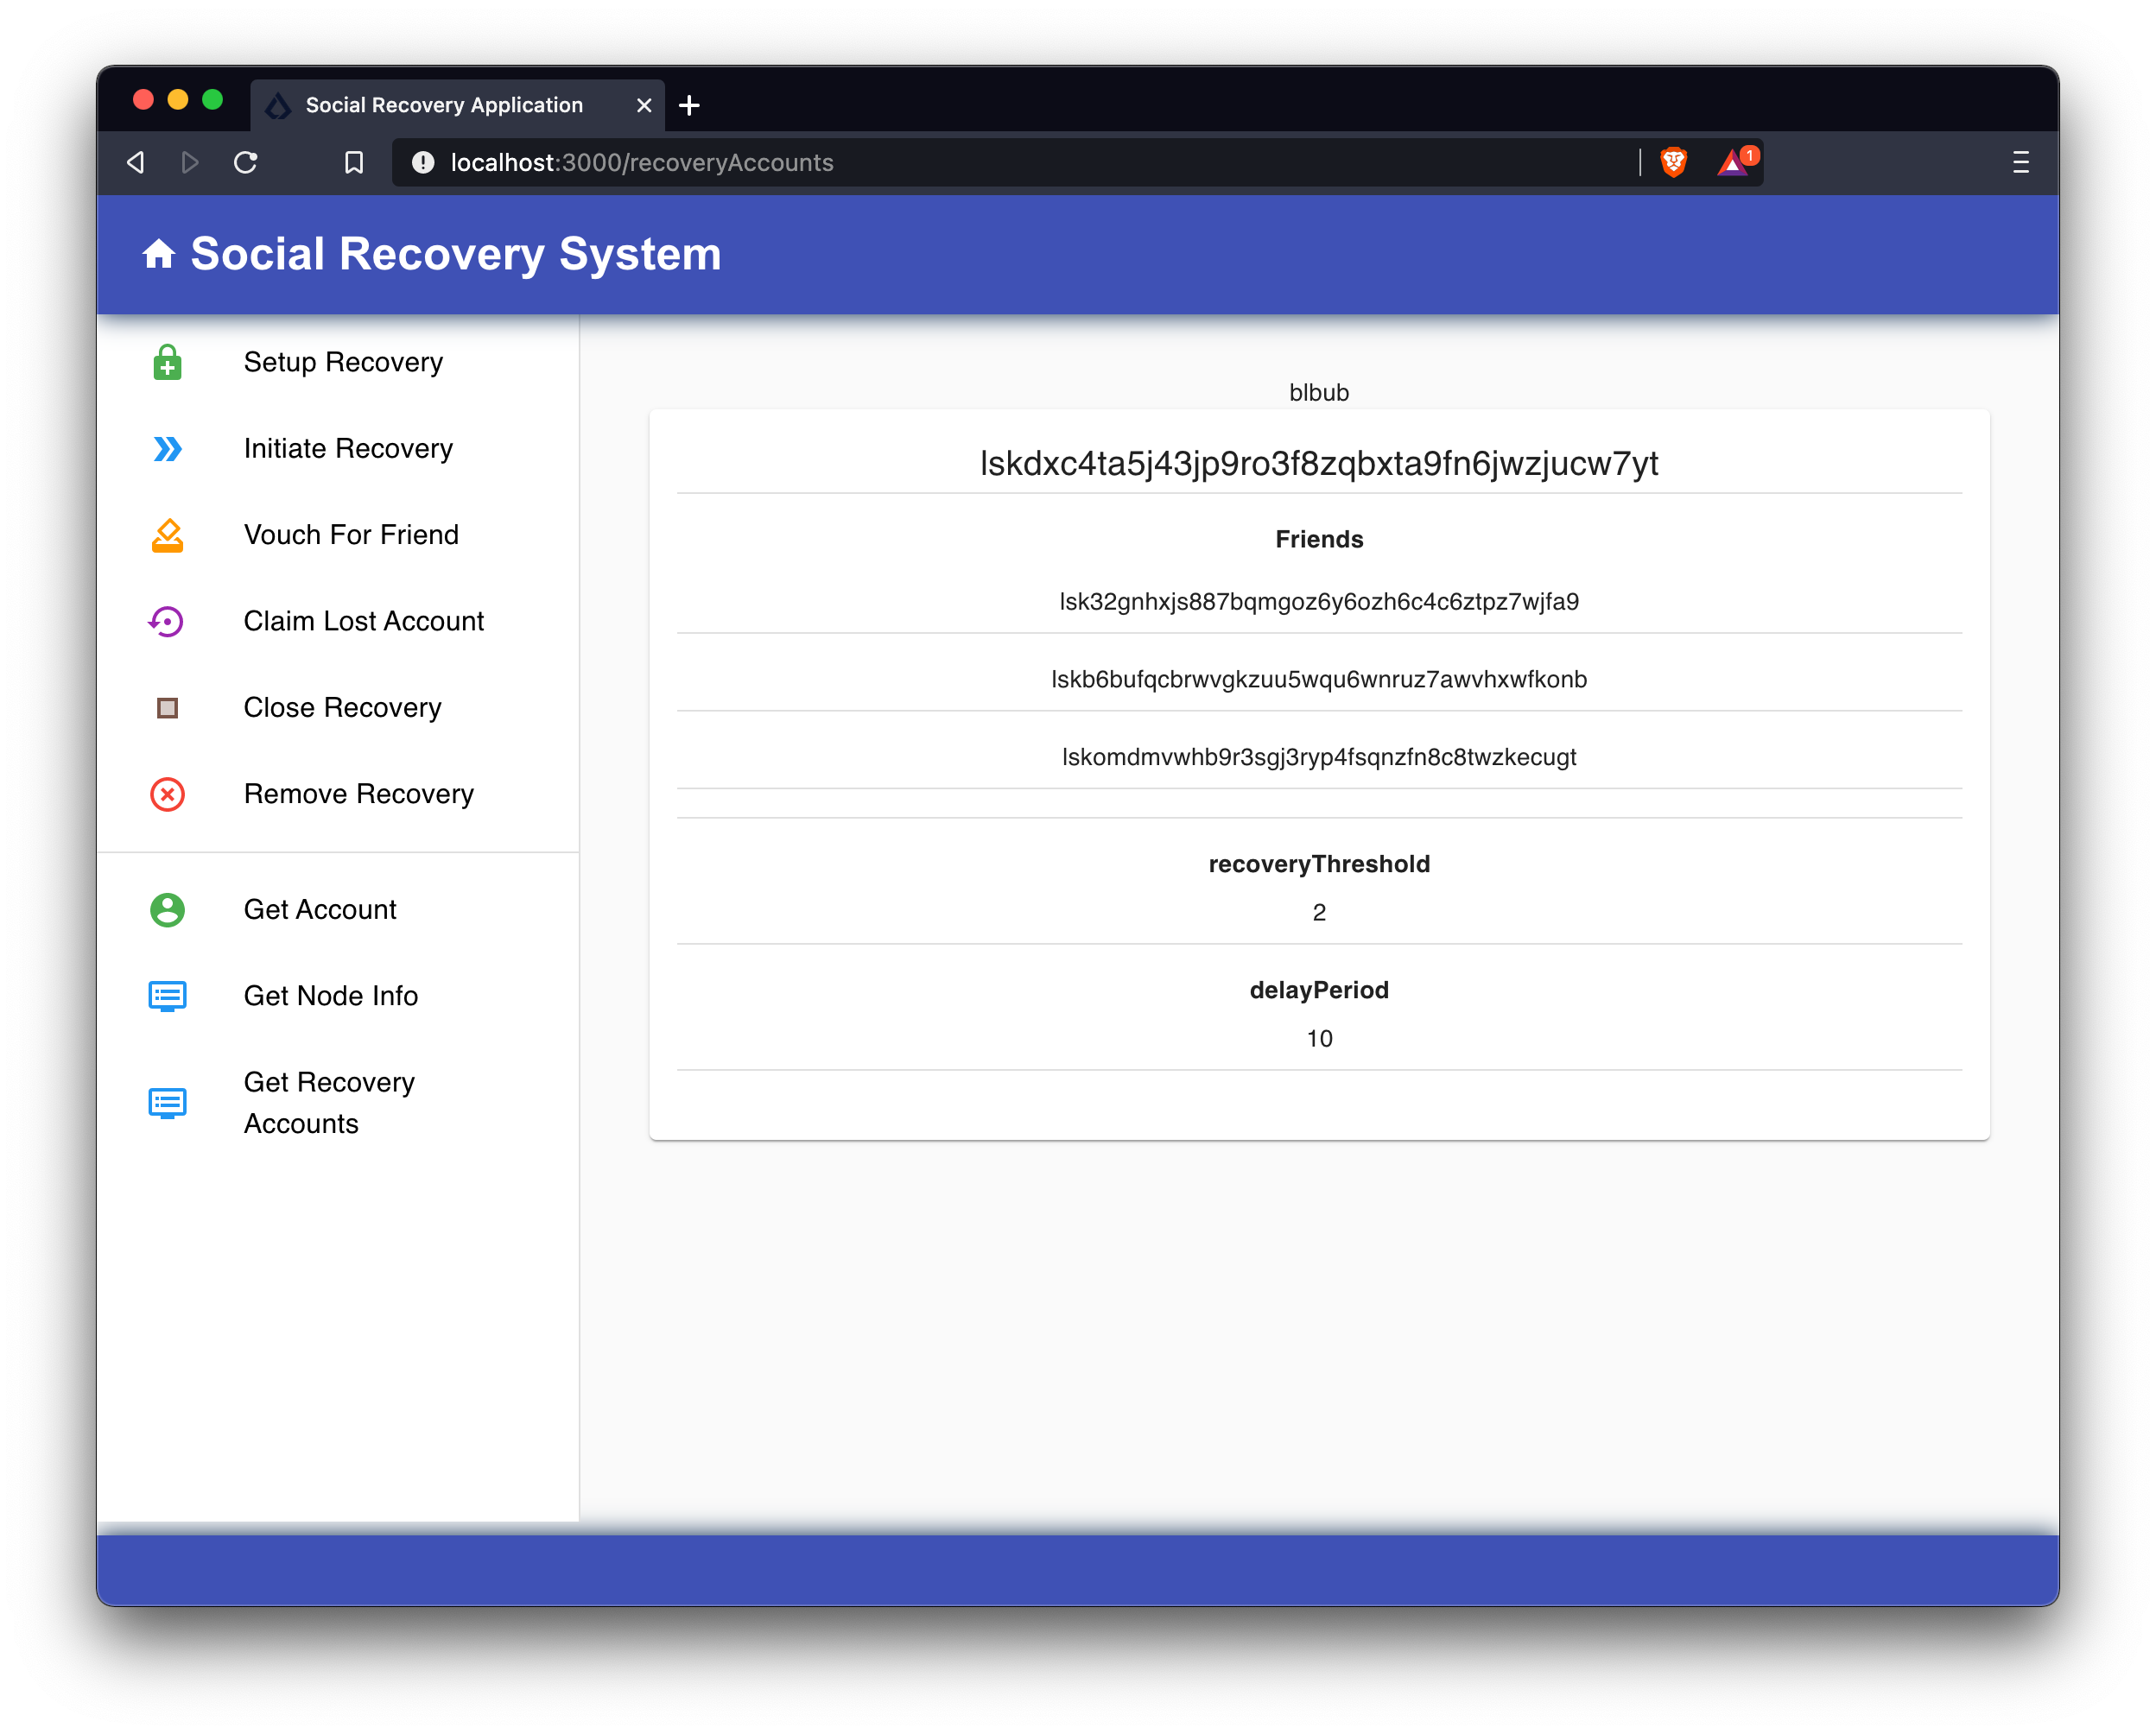 Social Recovery Application
localhost:3000/recoveryAccounts
1
Social Recovery System
Setup Recovery
Initiate Recovery
Vouch For Friend
Claim Lost Account
Close Recovery
Remove Recovery
Get Account
Get Node Info
Get Recovery
Accounts
blbub
lskdxc4ta5j43jp9ro3f8zqbxta9fn6jwzjucw7yt
Friends
lsk32gnhxjs887bqmgoz6y6ozh6c4c6ztpz7wjfa9
lskb6bufqcbrwvgkzuu5wqu6wnruz7awvhxwfkonb
lskomdmvwhb9r3sgj3ryp4fsqnzfn8c8twzkecugt
recoveryThreshold
2
delayPeriod
10